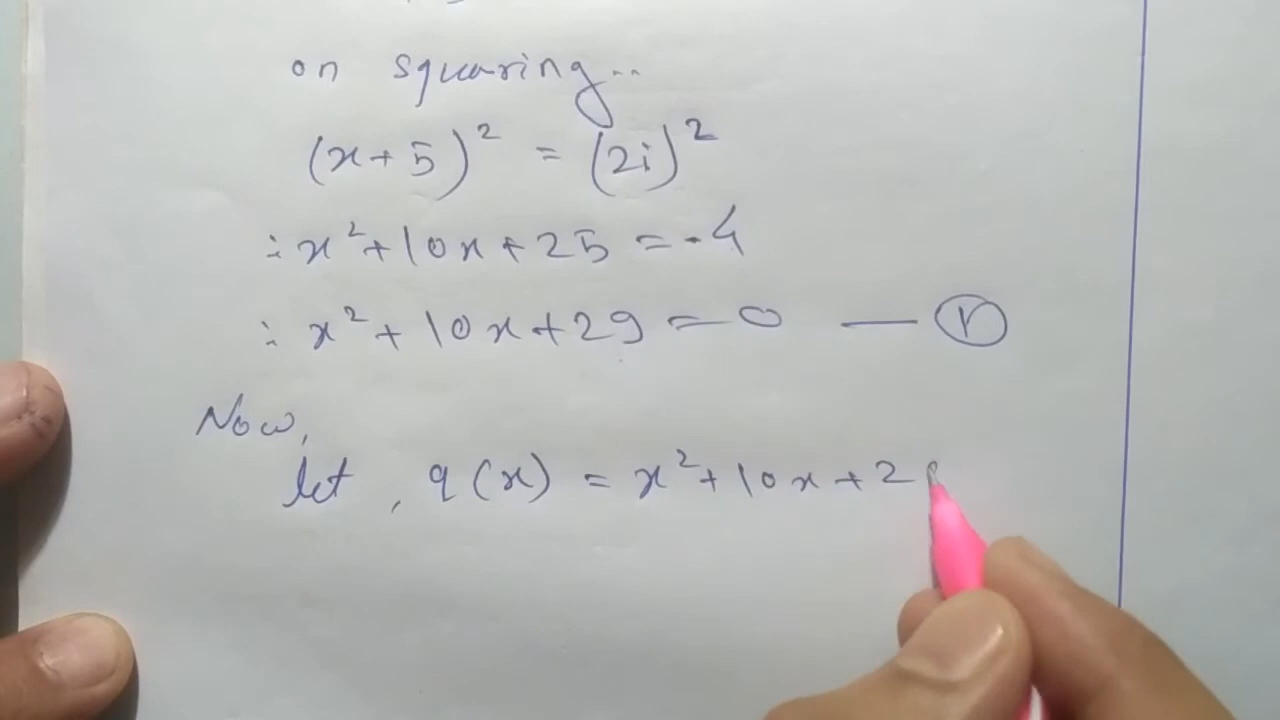 on squaring..
(x+5)² = (2i)²
∴ x²+10x+25 = -4
∴ x²+10x+29 = 0 — (1)
Now,
let, q(x) = x²+10x+2